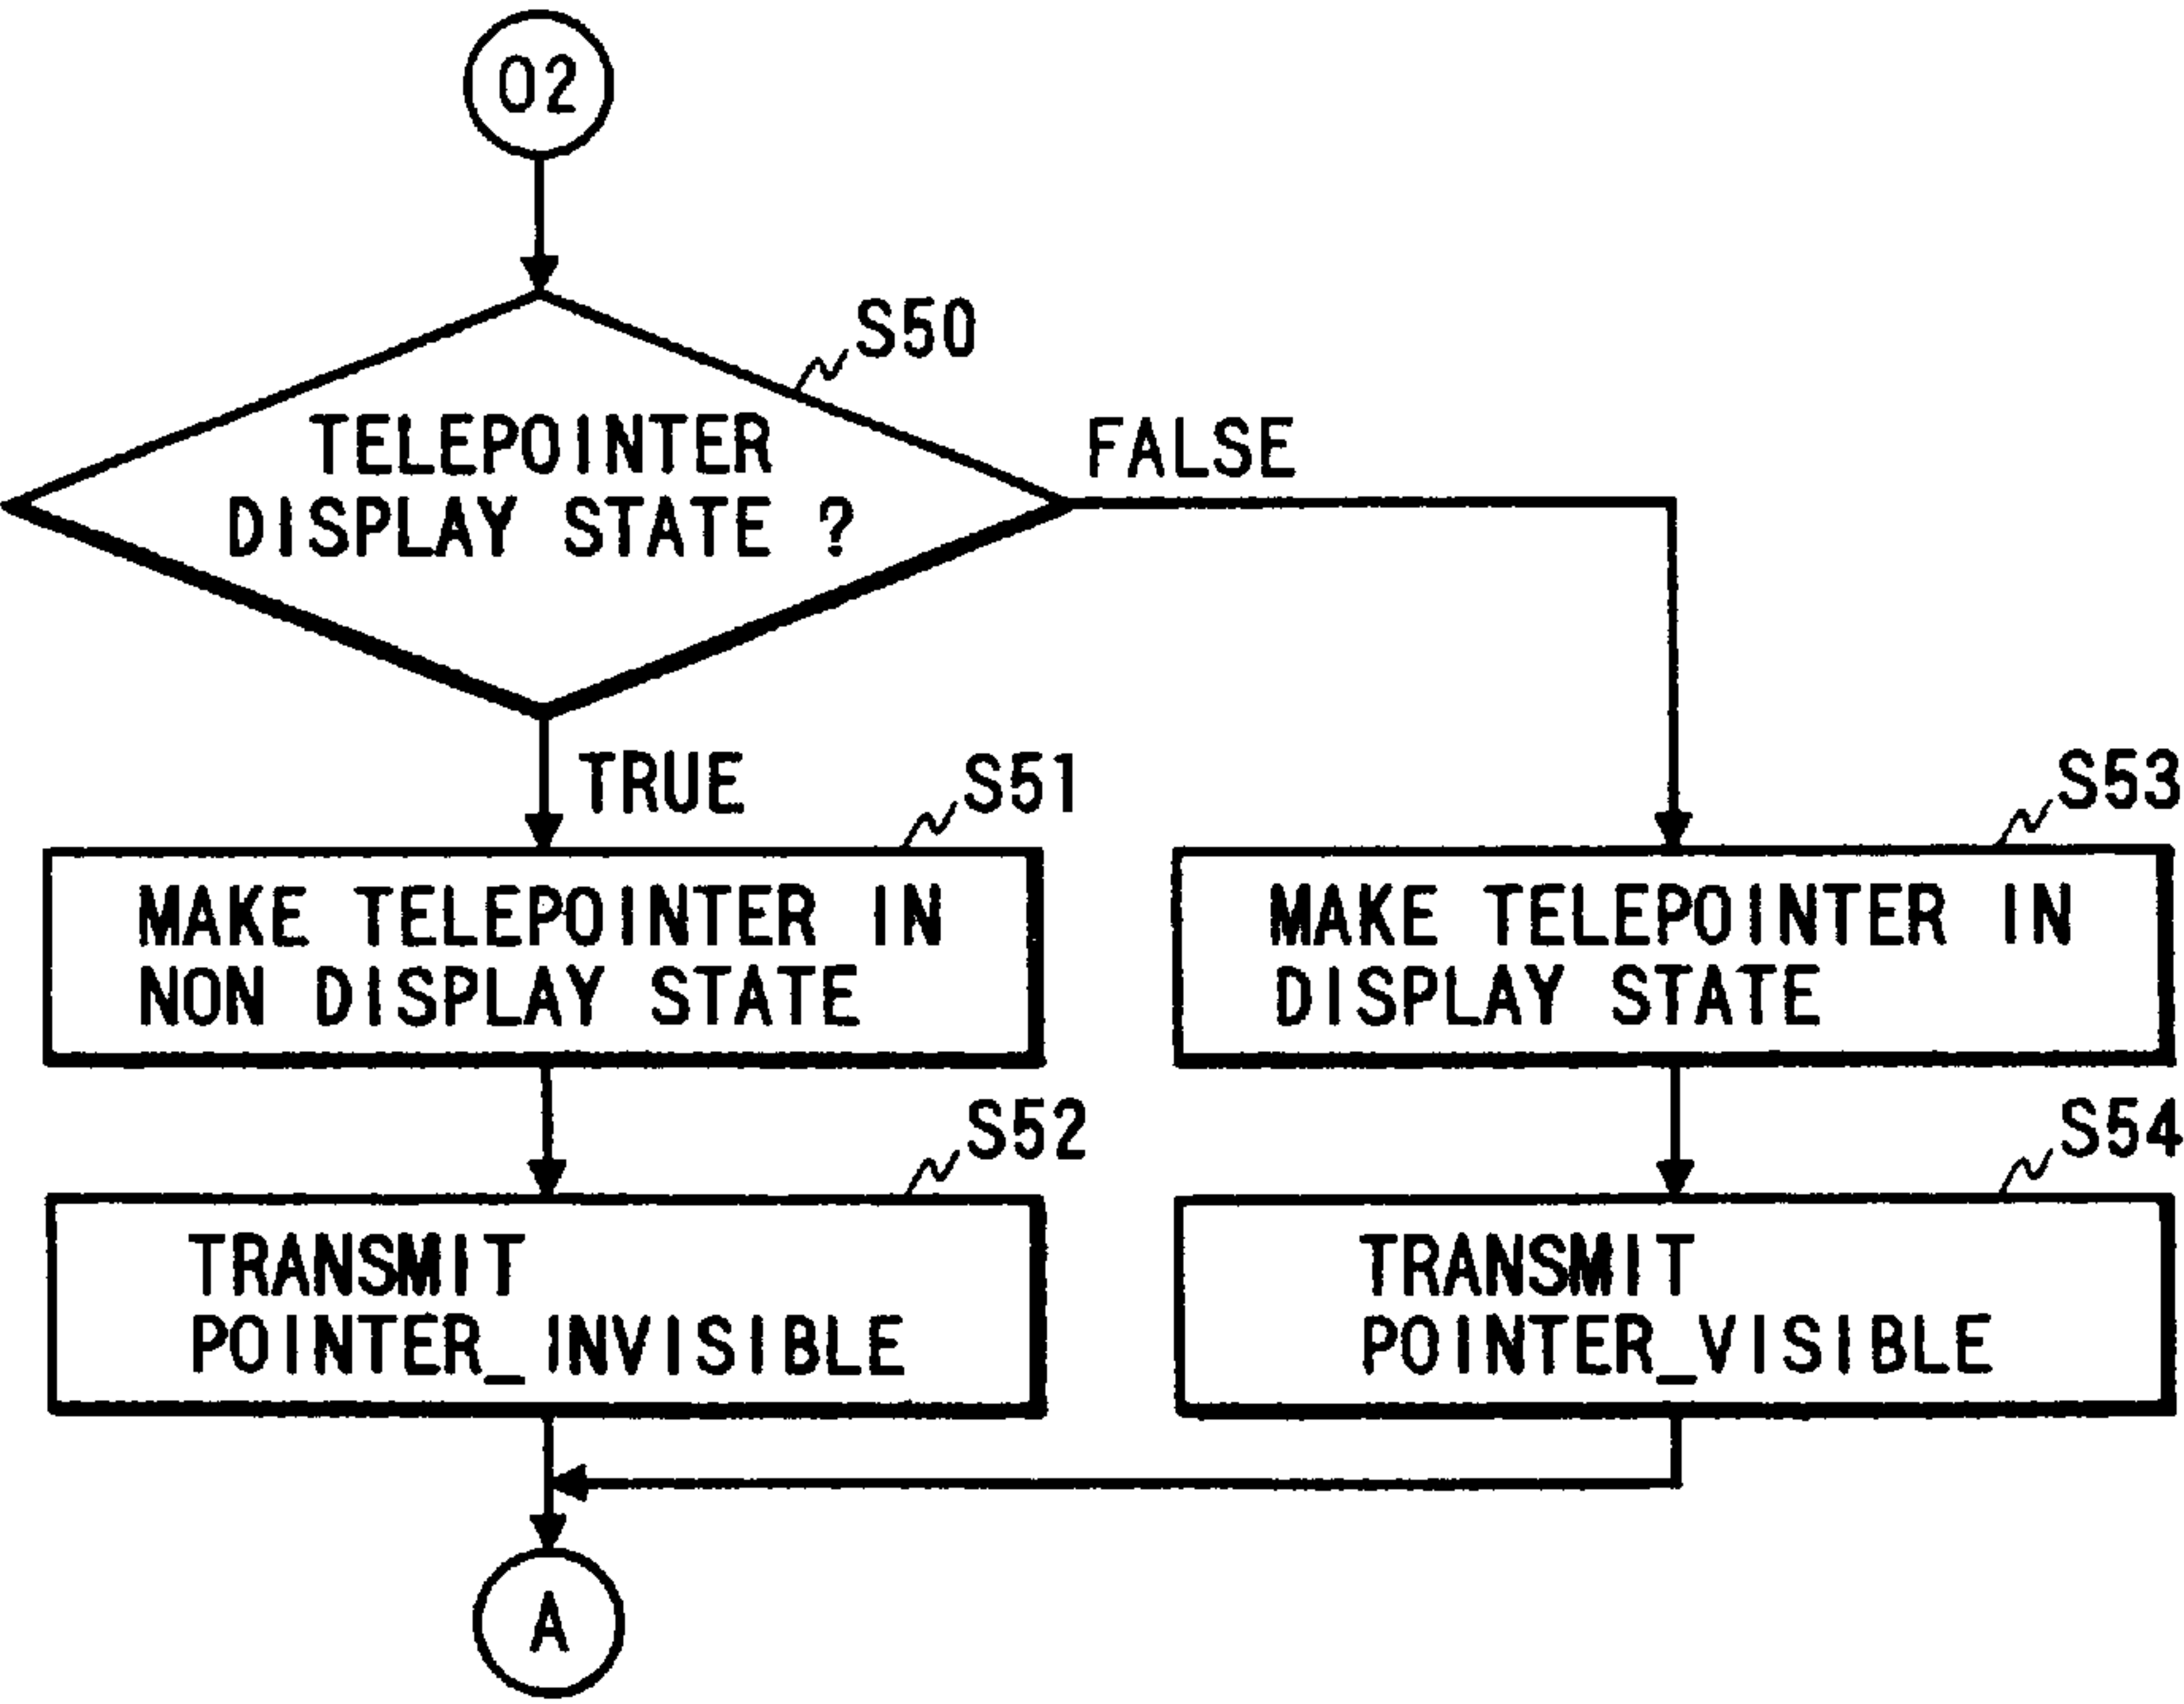 02
S50
TELEPOINTER
DISPLAY STATE ?
FALSE
TRUE
S51
MAKE TELEPOINTER IN
NON DISPLAY STATE
S53
MAKE TELEPOINTER IN
DISPLAY STATE
S52
TRANSMIT
POINTER_INVISIBLE
S54
TRANSMIT
POINTER_VISIBLE
A